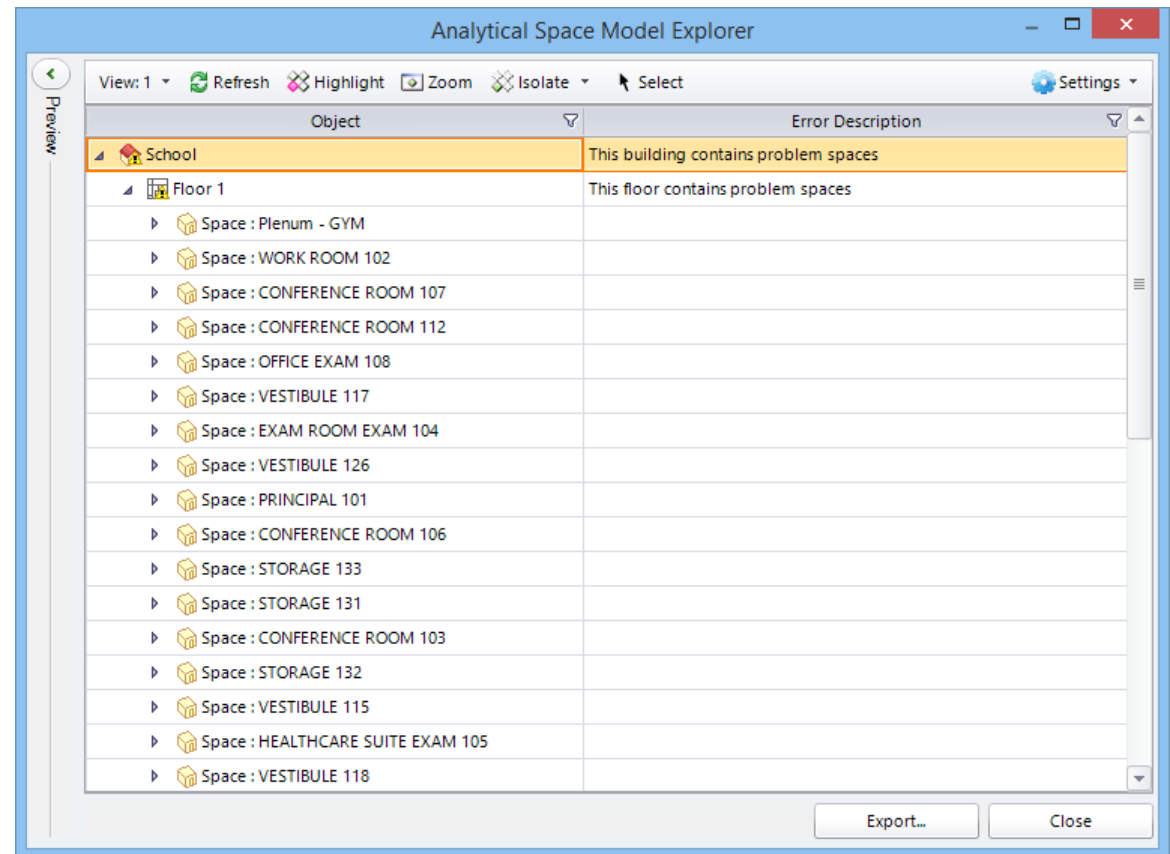 Analytical Space Model Explorer
Preview
View: 1 Refresh Highlight Zoom Isolate Select Settings
Object Error Description
School This building contains problem spaces
Floor 1 This floor contains problem spaces
Space : Plenum - GYM
Space : WORK ROOM 102
Space : CONFERENCE ROOM 107
Space : CONFERENCE ROOM 112
Space : OFFICE EXAM 108
Space : VESTIBULE 117
Space : EXAM ROOM EXAM 104
Space : VESTIBULE 126
Space : PRINCIPAL 101
Space : CONFERENCE ROOM 106
Space : STORAGE 133
Space : STORAGE 131
Space : CONFERENCE ROOM 103
Space : STORAGE 132
Space : VESTIBULE 115
Space : HEALTHCARE SUITE EXAM 105
Space : VESTIBULE 118
Export... Close